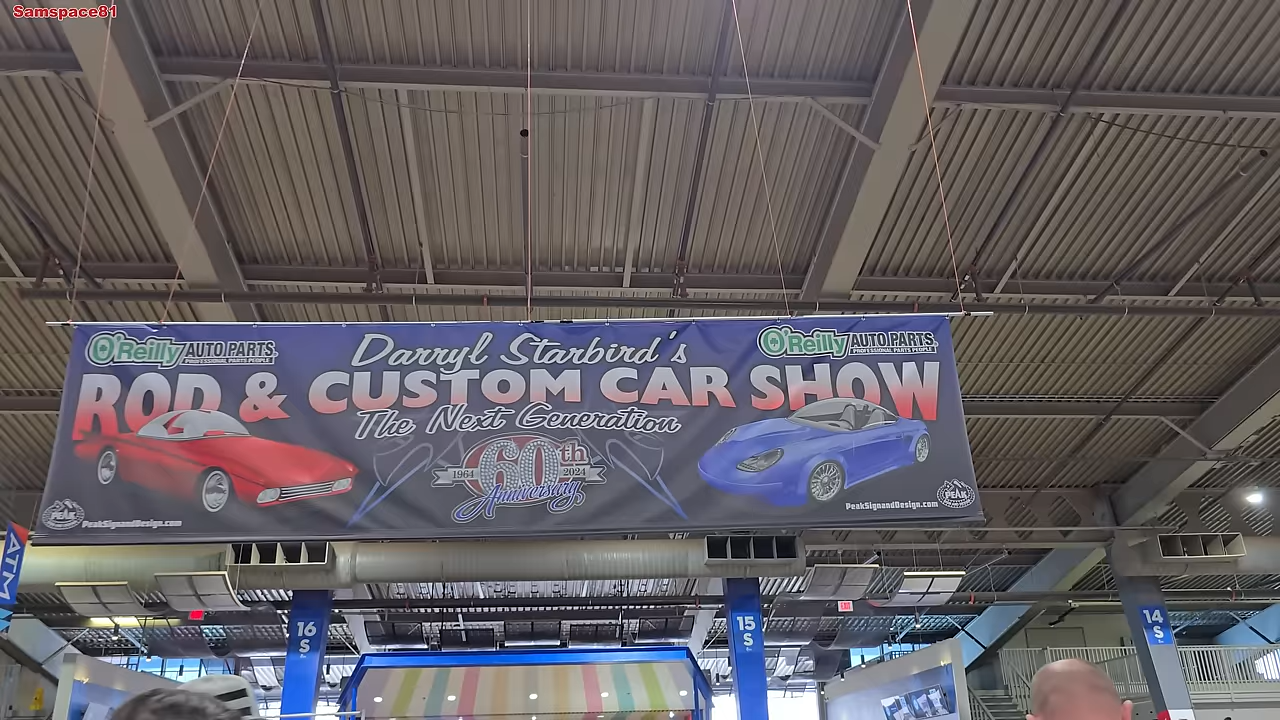 Samspace81
O'Reilly AUTO PARTS
PROFESSIONAL PARTS PEOPLE
Darryl Starbird's
O'Reilly AUTO PARTS
PROFESSIONAL PARTS PEOPLE
ROD & CUSTOM CAR SHOW
The Next Generation
1964 60th 2024
Anniversary
PEAK
PeakSignandDesign.com
PeakSignandDesign.com
PEAK
ATM
16
S
15
S
14
S
EXIT